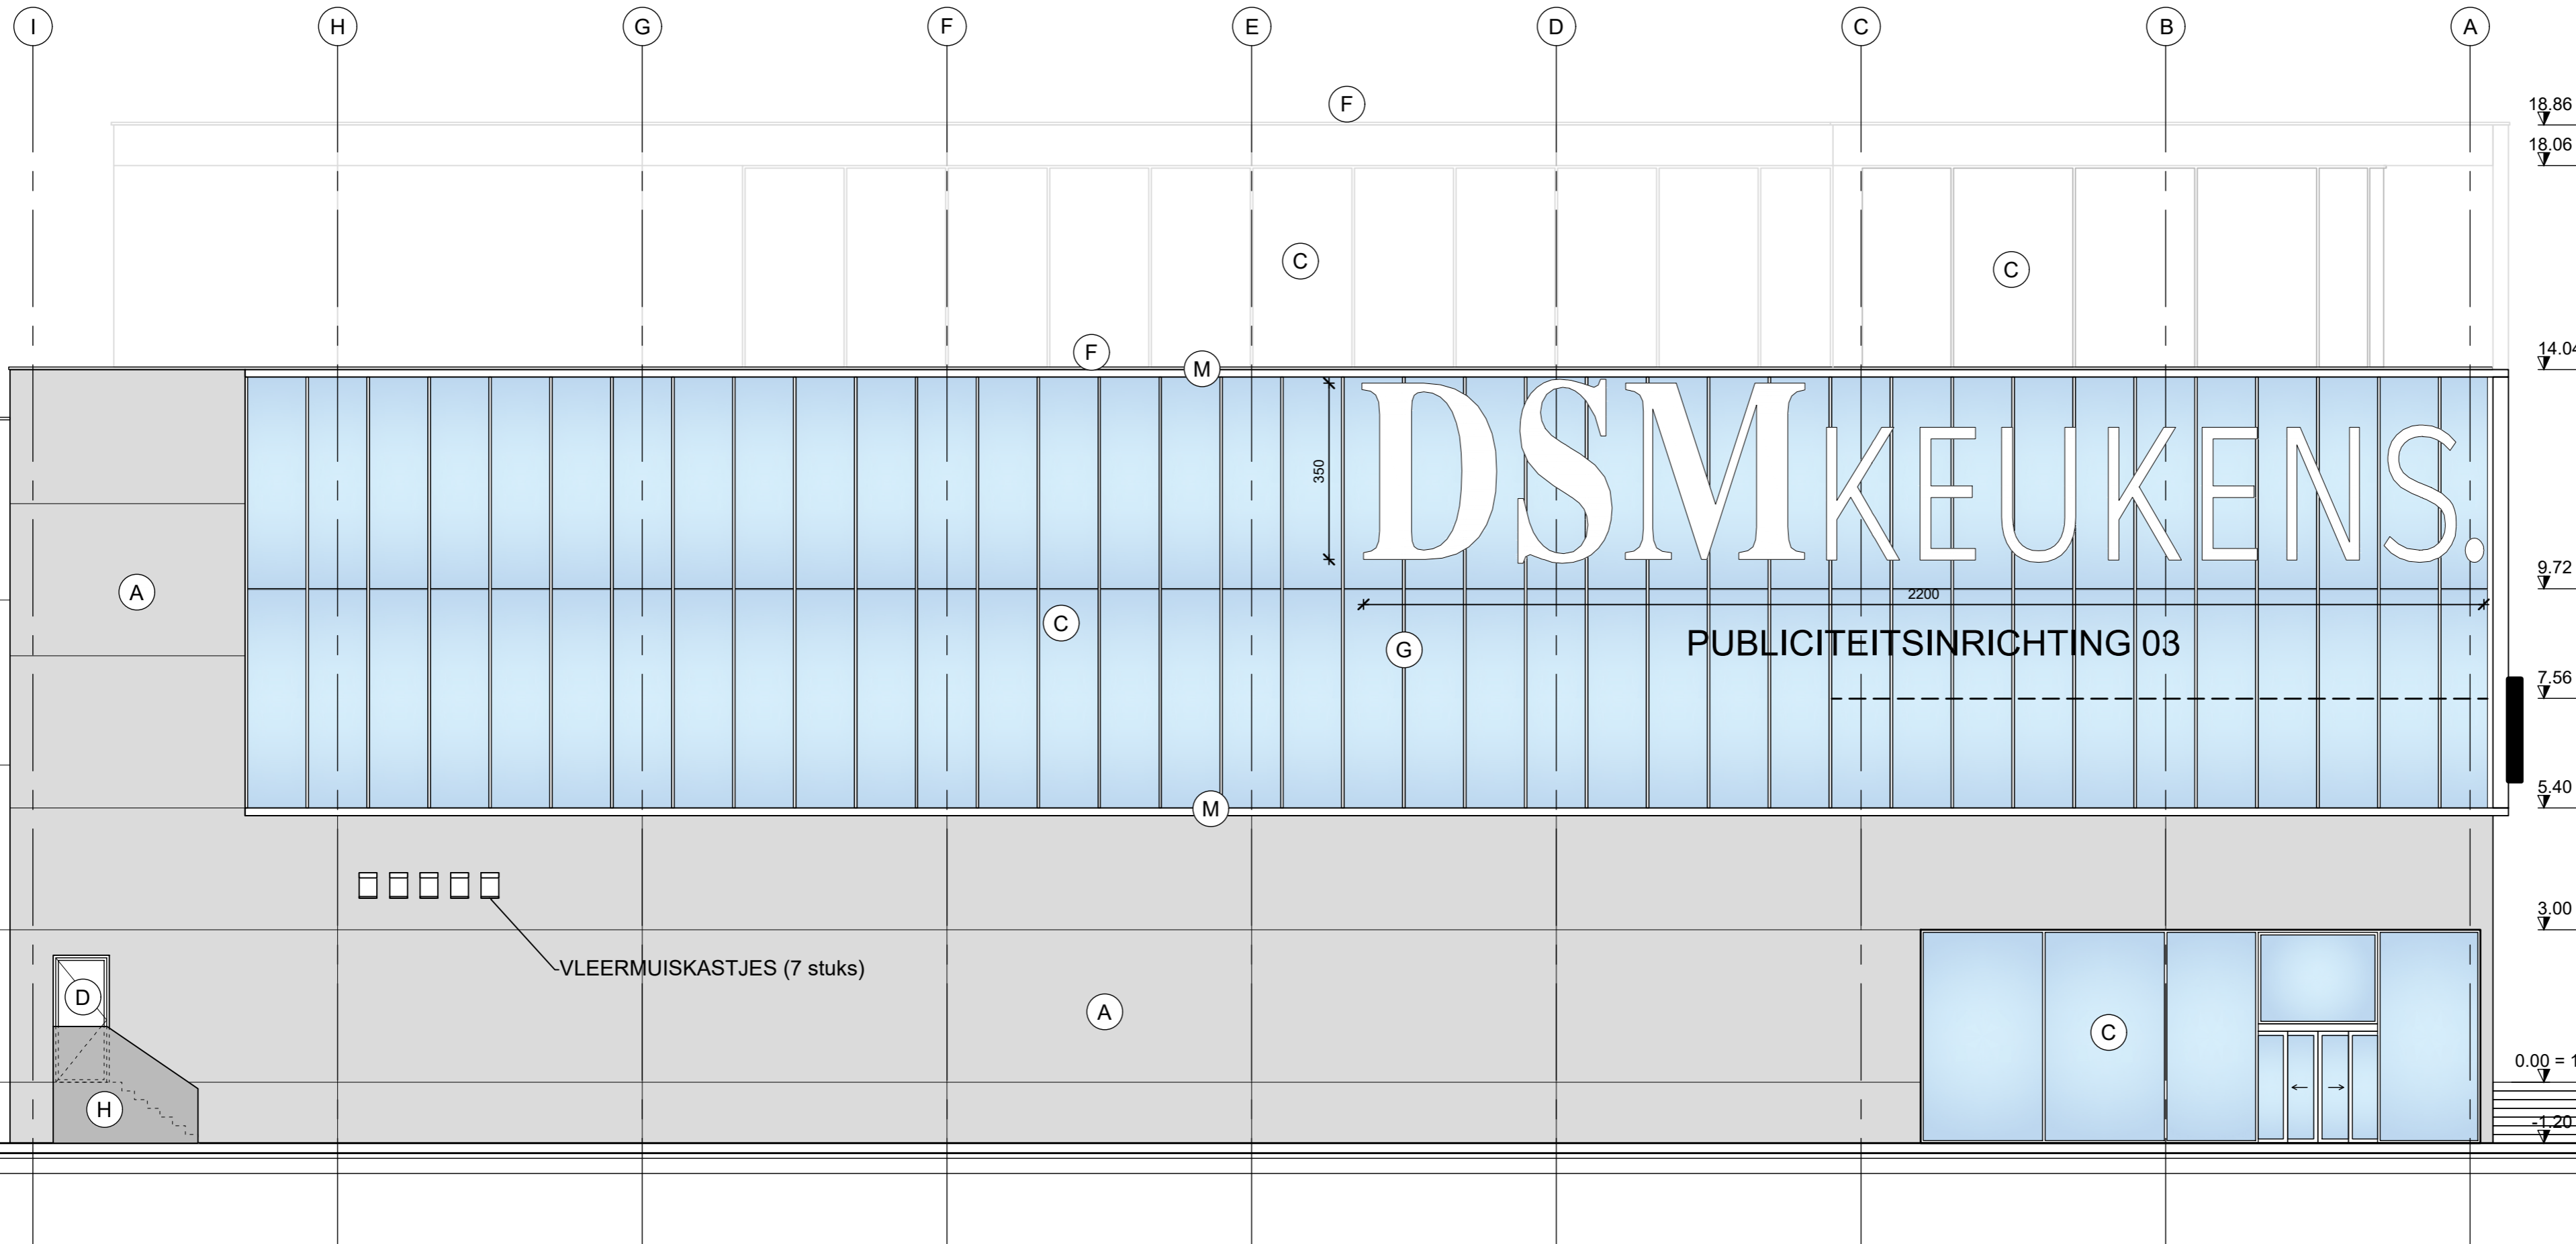 I H G F E D C B A
F
18.86
18.06
C
C
F
M
14.04
DSM KEUKENS.
350
A
9.72
2200
C
G
PUBLICITEITSINRICHTING 03
7.56
5.40
M
3.00
VLEERMUISKASTJES (7 stuks)
D
A
C
0.00 = 1
H
-1.20